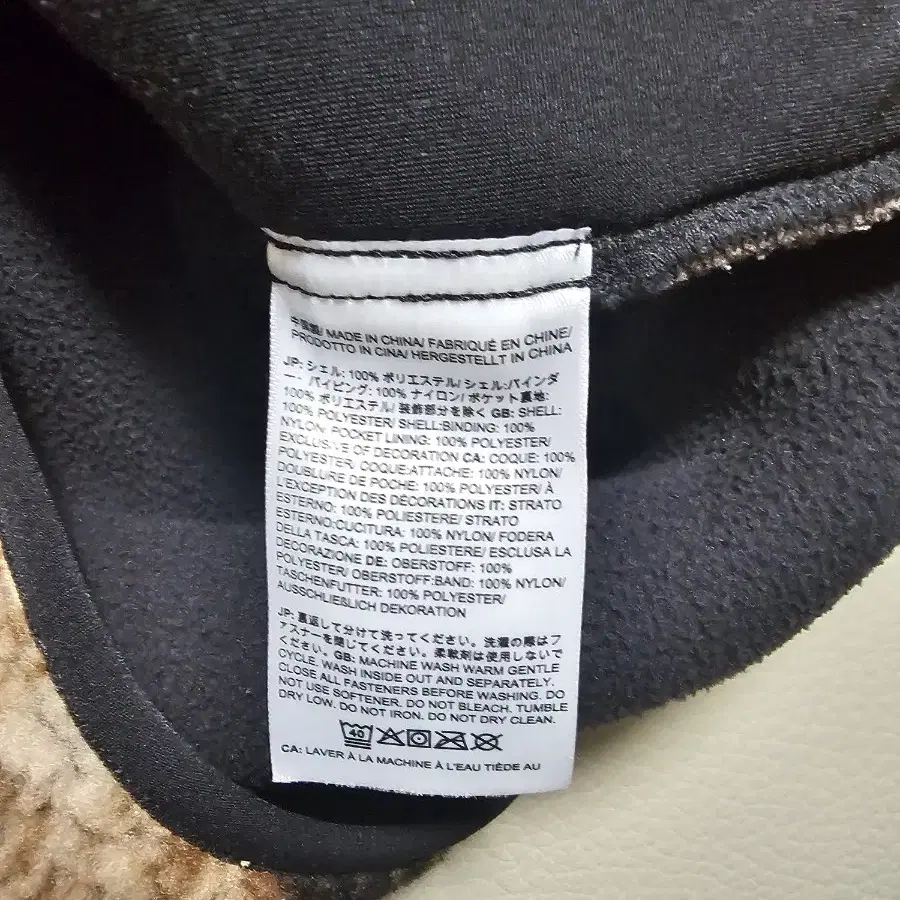 中国製/ MADE IN CHINA/ FABRIQUÉ EN CHINE/
PRODOTTO IN CINA/ HERGESTELLT IN CHINA
JP: シェル: 100% ポリエステル/ シェル:バインダ
ー・パイピング: 100% ナイロン/ ポケット裏地:
100% ポリエステル/ 装飾部分を除く GB: SHELL:
100% POLYESTER/ SHELL:BINDING: 100%
NYLON/ POCKET LINING: 100% POLYESTER/
EXCLUSIVE OF DECORATION CA: COQUE: 100%
POLYESTER/ COQUE:ATTACHE: 100% NYLON/
DOUBLURE DE POCHE: 100% POLYESTER/ À
L'EXCEPTION DES DÉCORATIONS IT: STRATO
ESTERNO: 100% POLIESTERE/ STRATO
ESTERNO:CUCITURA: 100% NYLON/ FODERA
DELLA TASCA: 100% POLIESTERE/ ESCLUSA LA
DECORAZIONE DE: OBERSTOFF: 100%
POLYESTER/ OBERSTOFF:BAND: 100% NYLON/
TASCHENFUTTER: 100% POLYESTER/
AUSSCHLIEßLICH DEKORATION
JP: 裏返して分けて洗ってください。洗濯の際はフ
ァスナーを閉じてください。柔軟剤は使用しないで
ください。GB: MACHINE WASH WARM GENTLE
CYCLE. WASH INSIDE OUT AND SEPARATELY.
CLOSE ALL FASTENERS BEFORE WASHING. DO
NOT USE SOFTENER. DO NOT BLEACH. TUMBLE
DRY LOW. DO NOT IRON. DO NOT DRY CLEAN.
40
CA: LAVER À LA MACHINE À L'EAU TIÈDE AU